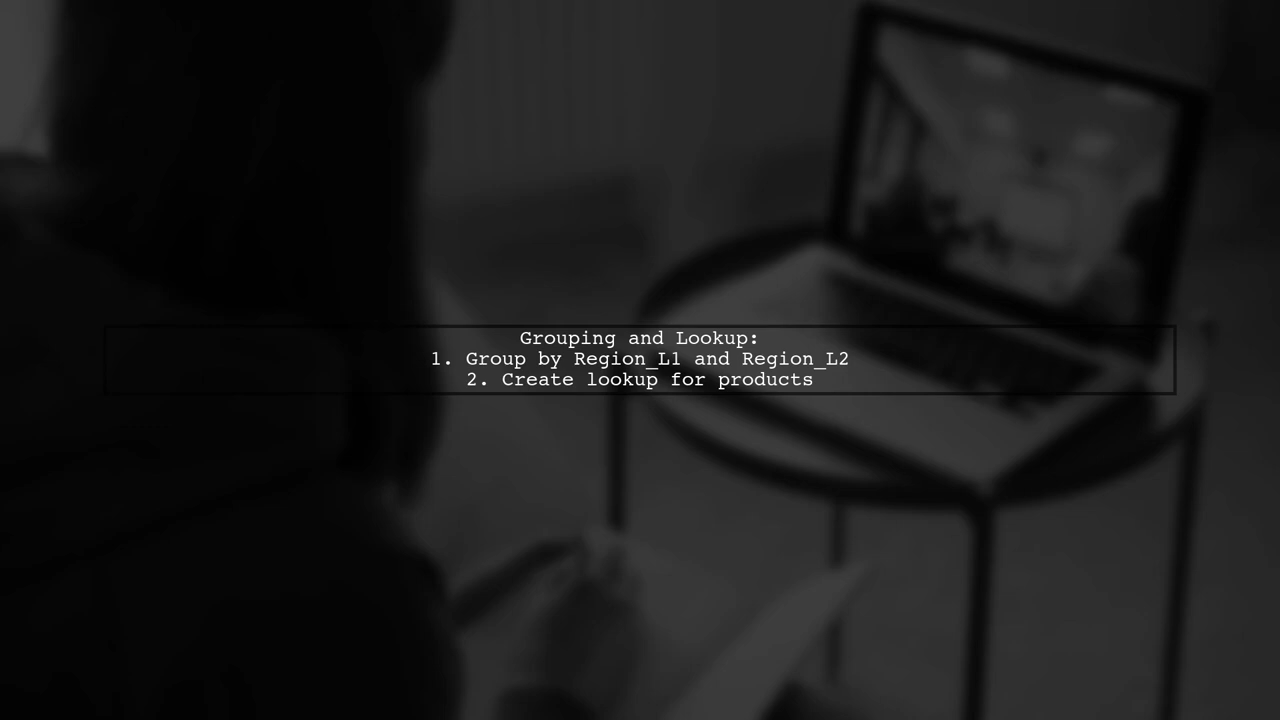 Grouping and Lookup:
1. Group by Region_L1 and Region_L2
2. Create lookup for products